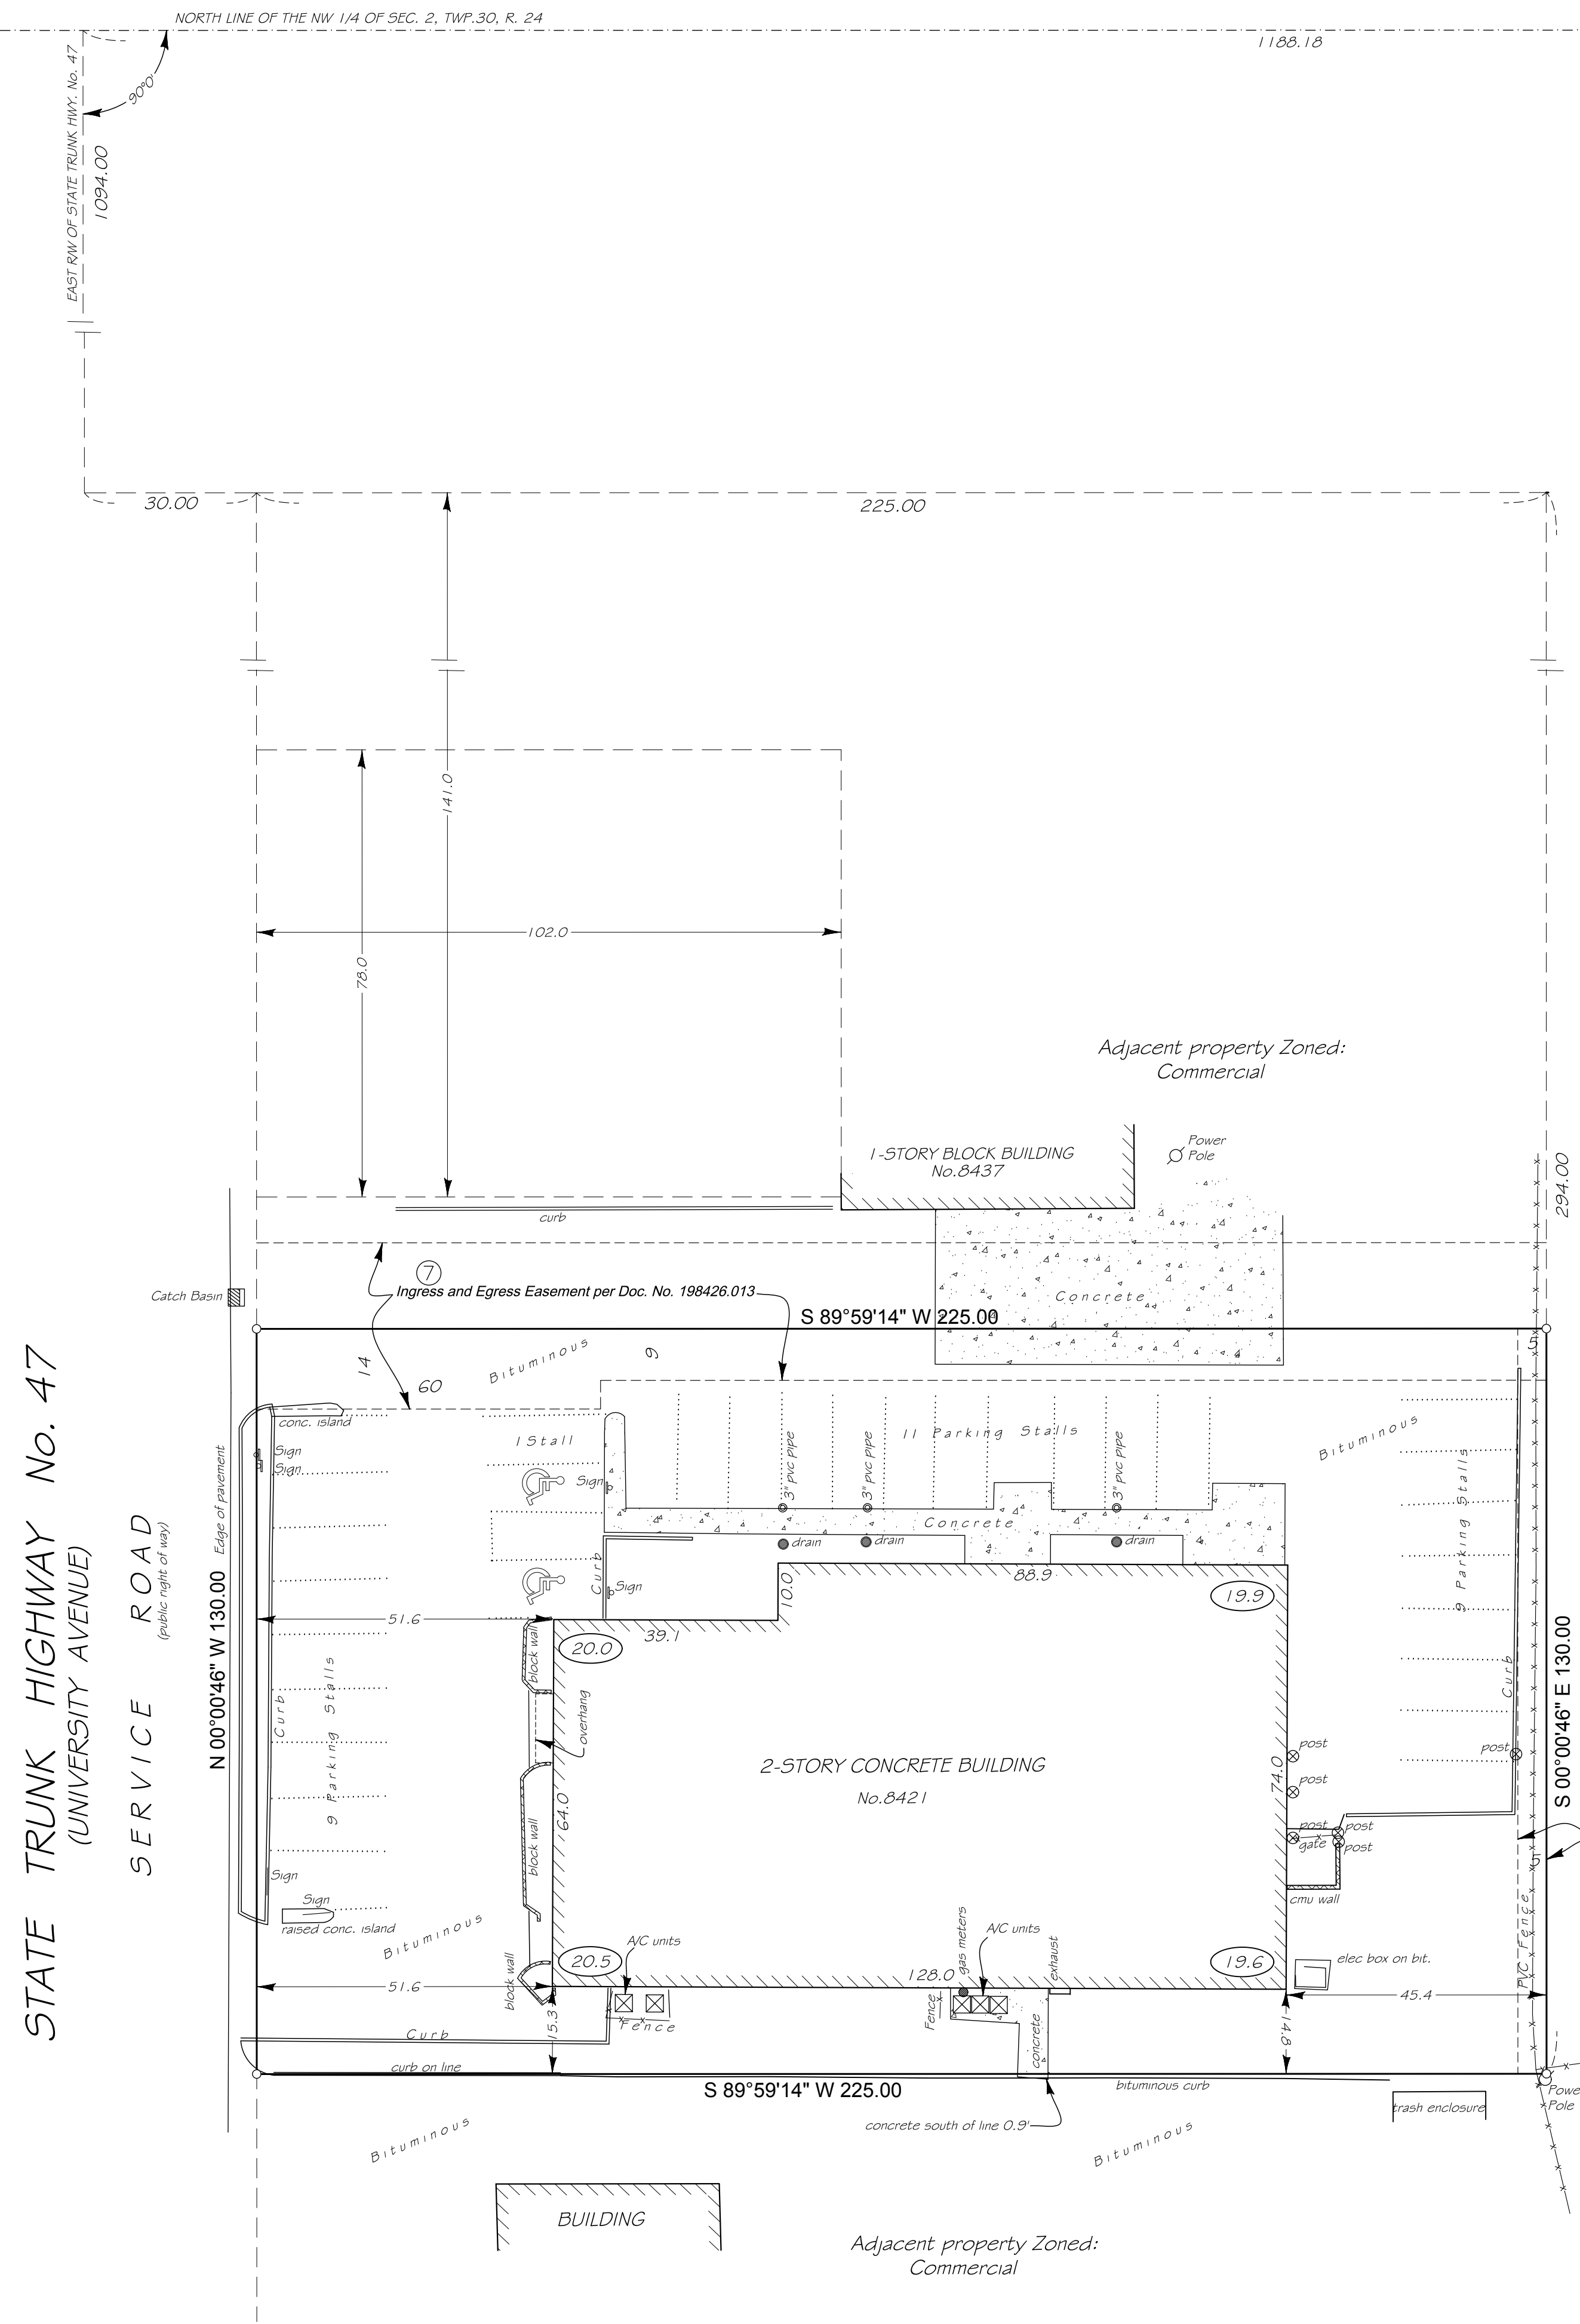 NORTH LINE OF THE NW 1/4 OF SEC. 2, TWP.30, R. 24
1188.18
EAST R/W OF STATE TRUNK HWY. No. 47
90°0'
1094.00
30.00
225.00
141.0
102.0
78.0
Adjacent property Zoned:
Commercial
1-STORY BLOCK BUILDING
No.8437
Power
Pole
294.00
curb
7
Ingress and Egress Easement per Doc. No. 198426.013
Catch Basin
Concrete
S 89°59'14" W 225.00
5
14
60
Bituminous
9
conc. island
1 Stall
11 Parking Stalls
Bituminous
Sign
Sign
Sign
3" pvc pipe
3" pvc pipe
3" pvc pipe
9 Parking Stalls
Concrete
drain
drain
drain
Edge of pavement
Curb
Sign
88.9
10.0
19.9
51.6
39.1
20.0
STATE TRUNK HIGHWAY No. 47
(UNIVERSITY AVENUE)
SERVICE ROAD
(public right of way)
N 00°00'46" W 130.00
Curb
9 Parking Stalls
block wall
overhang
Curb
S 00°00'46" E 130.00
2-STORY CONCRETE BUILDING
No.8421
74.0
post
post
post
64.0
block wall
post
post
gate
post
5
cmu wall
Sign
Sign
raised conc. island
Bituminous
A/C units
gas meters
A/C units
exhaust
PVC Fence
20.5
19.6
elec box on bit.
block wall
51.6
128.0
45.4
15.3
Fence
Fence
14.8
concrete
Curb
curb on line
S 89°59'14" W 225.00
bituminous curb
trash enclosure
Powe
Pole
concrete south of line 0.9'
Bituminous
Bituminous
BUILDING
Adjacent property Zoned:
Commercial